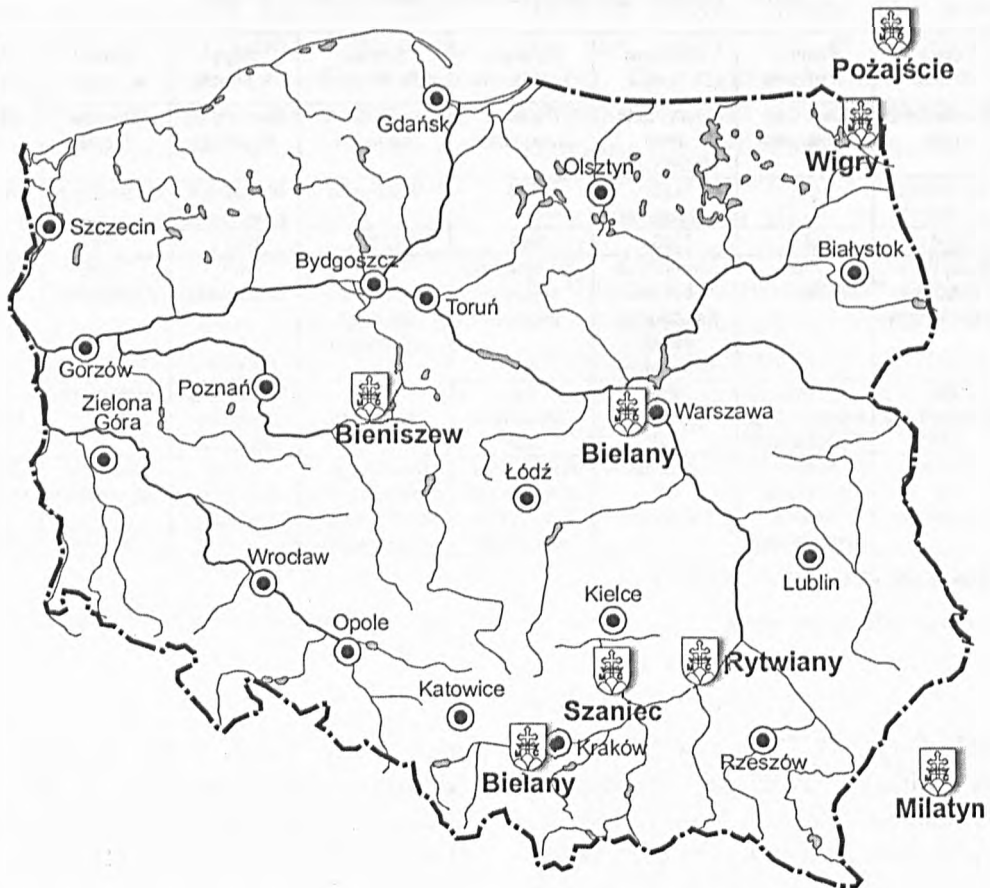 Pożajście
Gdańsk
Wigry
Olsztyn
Szczecin
Białystok
Bydgoszcz
Toruń
Gorzów
Poznań
Zielona
Góra
Bieniszew
Warszawa
Bielany
Łódź
Wrocław
Lublin
Kielce
Opole
Rytwiany
Katowice
Szaniec
Kraków
Rzeszów
Bielany
Milatyn